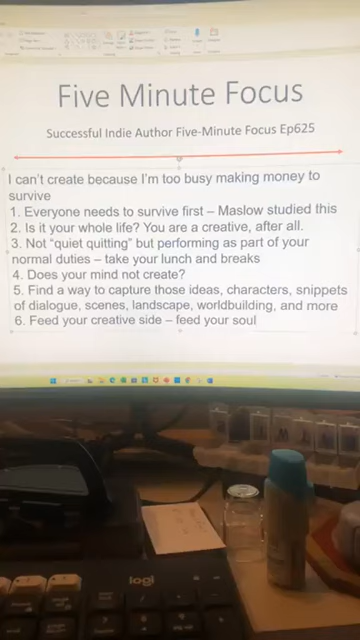 Five Minute Focus
Successful Indie Author Five-Minute Focus Ep625
I can't create because I'm too busy making money to
survive
1. Everyone needs to survive first – Maslow studied this
2. Is it your whole life? You are a creative, after all.
3. Not "quiet quitting" but performing as part of your
normal duties – take your lunch and breaks
4. Does your mind not create?
5. Find a way to capture those ideas, characters, snippets
of dialogue, scenes, landscape, worldbuilding, and more
6. Feed your creative side – feed your soul
logi